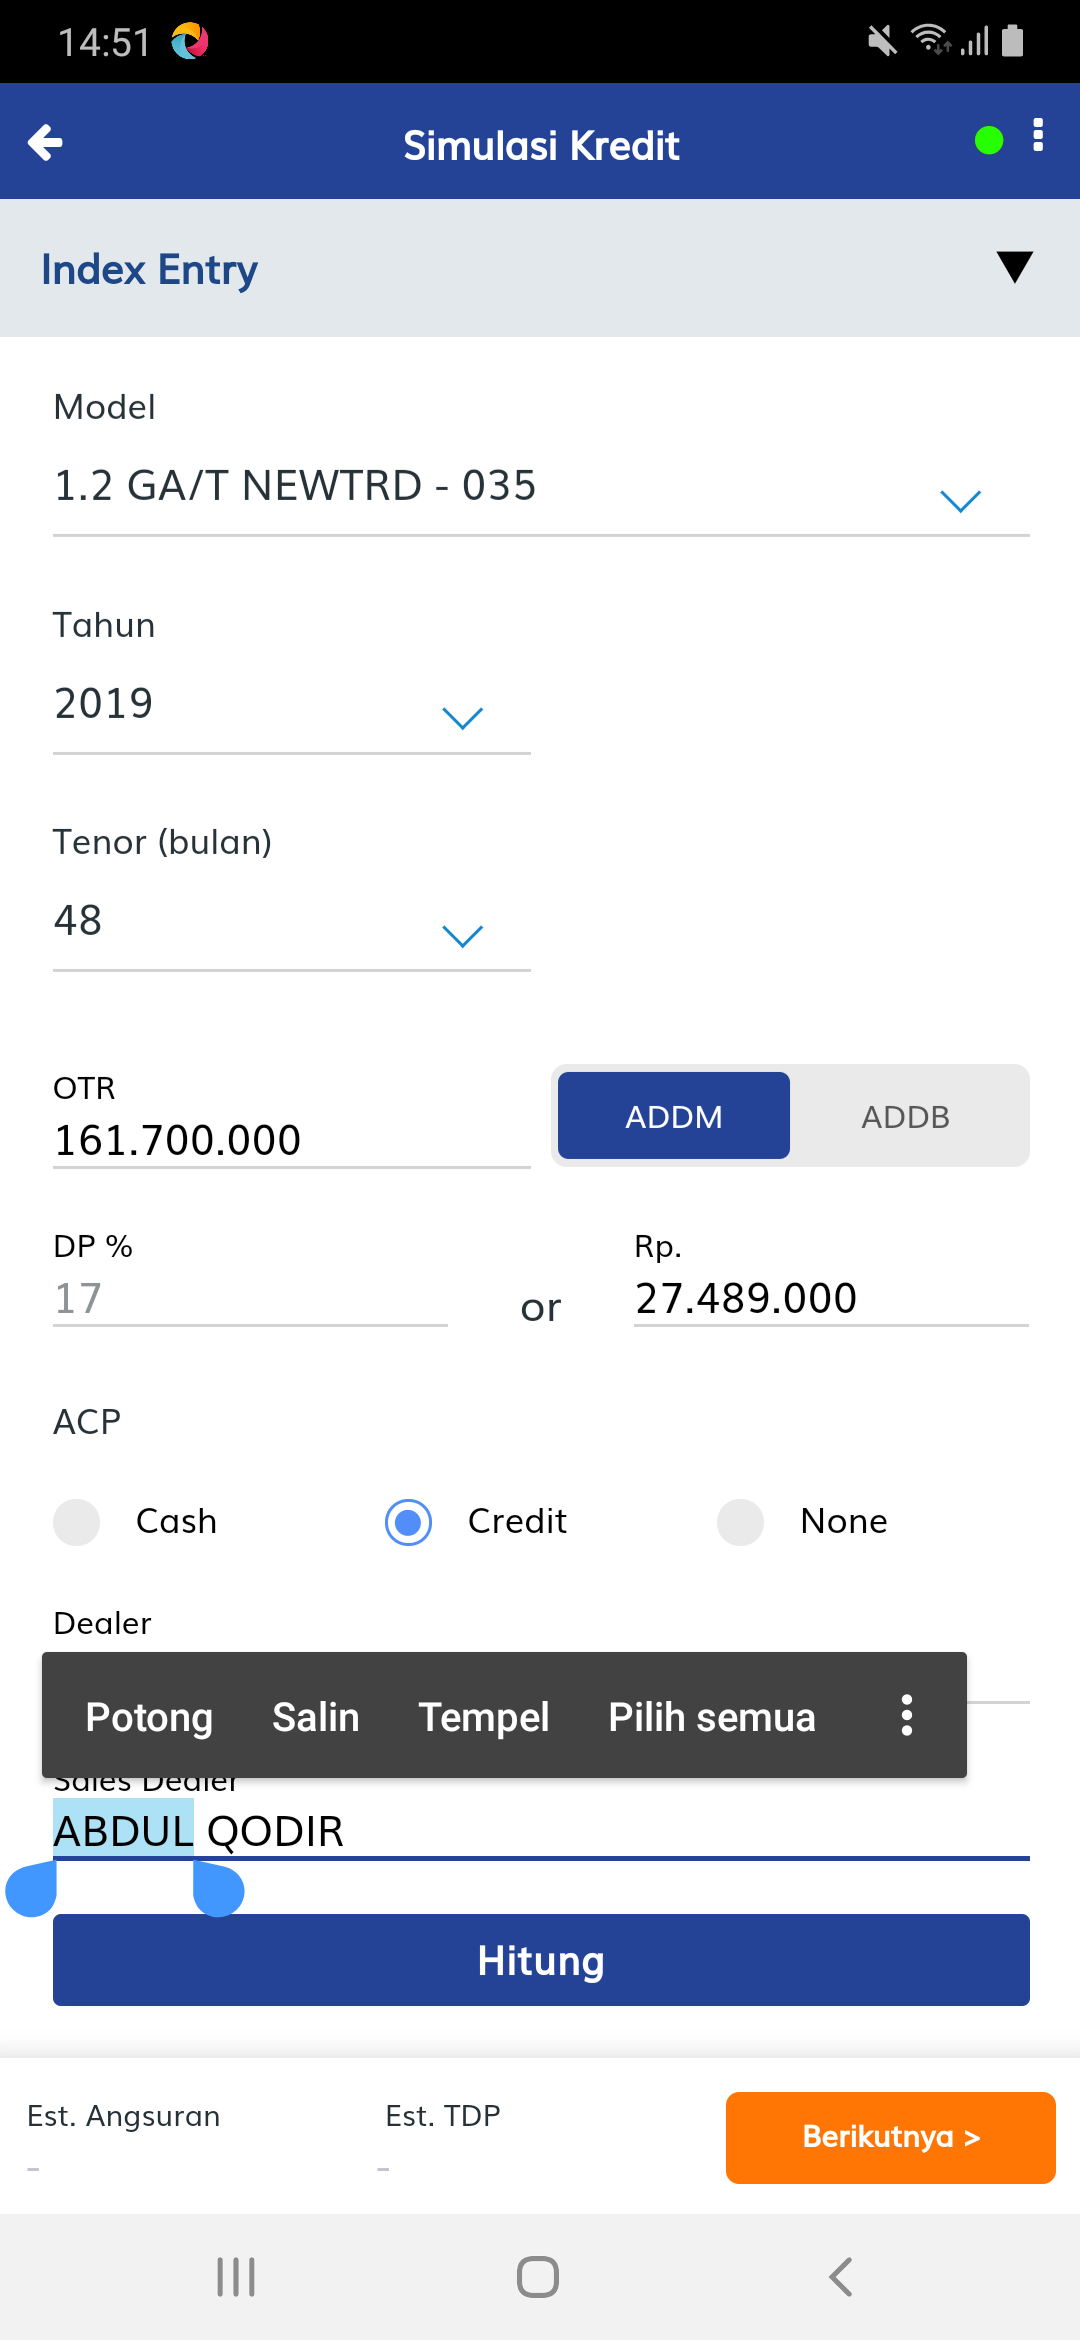 14:51
Simulasi Kredit
Index Entry
Model
1.2 GA/T NEWTRD - 035
Tahun
2019
Tenor (bulan)
48
OTR
161.700.000
ADDM
ADDB
DP %
17
or
Rp.
27.489.000
ACP
Cash
Credit
None
Dealer
Potong
Salin
Tempel
Pilih semua
Sales Dealer
ABDUL QODIR
Hitung
Est. Angsuran
-
Est. TDP
-
Berikutnya >